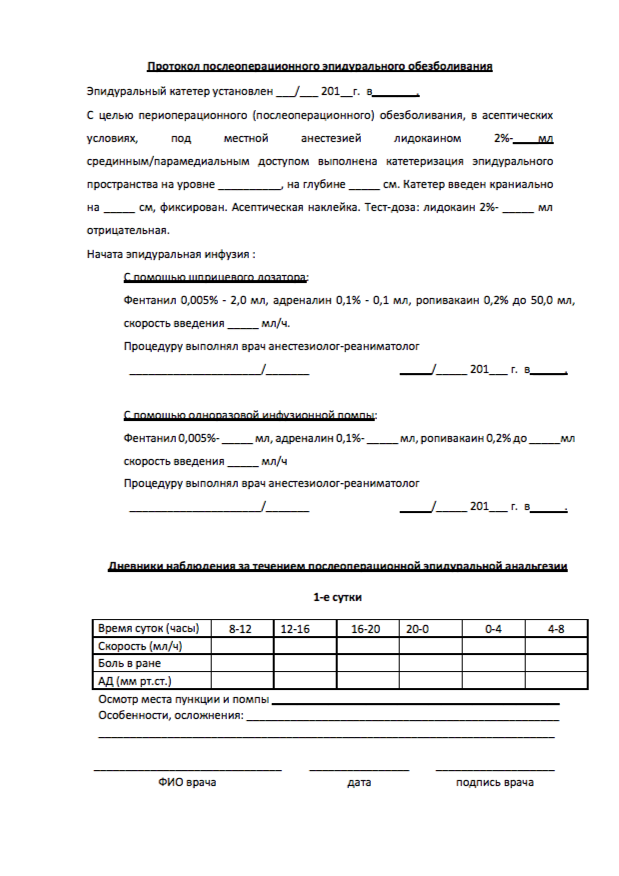 Протокол послеоперационного эпидурального обезболивания
Эпидуральный катетер установлен ___/___ 201__г. в_______.
С целью периоперационного (послеоперационного) обезболивания, в асептических
условиях, под местной анестезией лидокаином 2%-____ мл
срединным/парамедиальным доступом выполнена катетеризация эпидурального
пространства на уровне __________, на глубине _____ см. Катетер введен краниально
на _____ см, фиксирован. Асептическая наклейка. Тест-доза: лидокаин 2%- _____ мл
отрицательная.
Начата эпидуральная инфузия :
С помощью шприцевого дозатора:
Фентанил 0,005% - 2,0 мл, адреналин 0,1% - 0,1 мл, ропивакаин 0,2% до 50,0 мл,
скорость введения _____ мл/ч.
Процедуру выполнял врач анестезиолог-реаниматолог
_____________________/_______ _____/_____ 201___ г. в______.
С помощью одноразовой инфузионной помпы:
Фентанил 0,005%- _____ мл, адреналин 0,1%- _____ мл, ропивакаин 0,2% до _____мл
скорость введения _____ мл/ч
Процедуру выполнял врач анестезиолог-реаниматолог
_____________________/_______ _____/_____ 201___ г. в______.
Дневники наблюдения за течением послеоперационной эпидуральной анальгезии
1-е сутки
Время суток (часы) 8-12 12-16 16-20 20-0 0-4 4-8
Скорость (мл/ч)
Боль в ране
АД (мм рт.ст.)
Осмотр места пункции и помпы ______________________________________________
Особенности, осложнения: __________________________________________________
_________________________________________________________________________
______________________________ ________________ ___________________
ФИО врача дата подпись врача